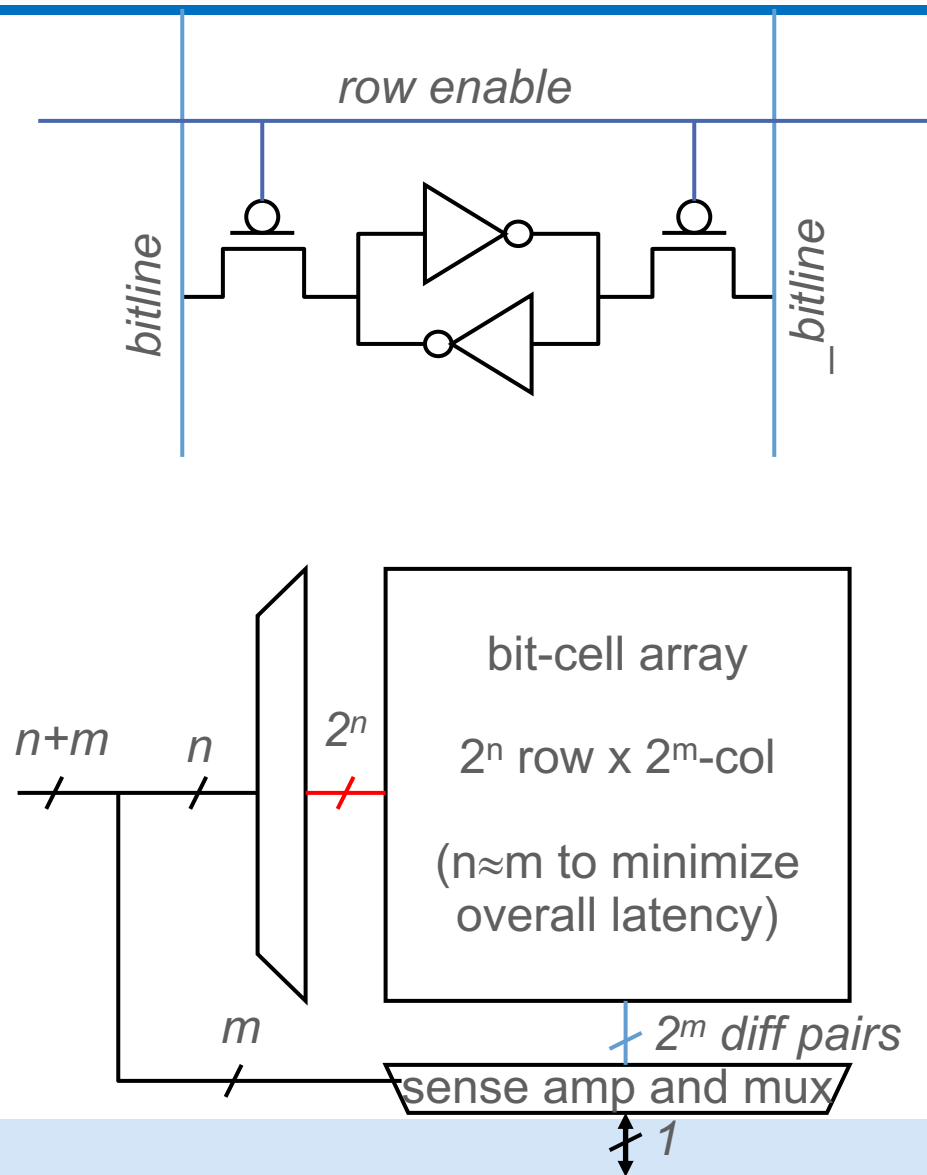 row enable
bitline
_bitline
bit-cell array
n+m
n
2ⁿ
2ⁿ row x 2ᵐ-col
(n≈m to minimize
overall latency)
m
2ᵐ diff pairs
sense amp and mux
1